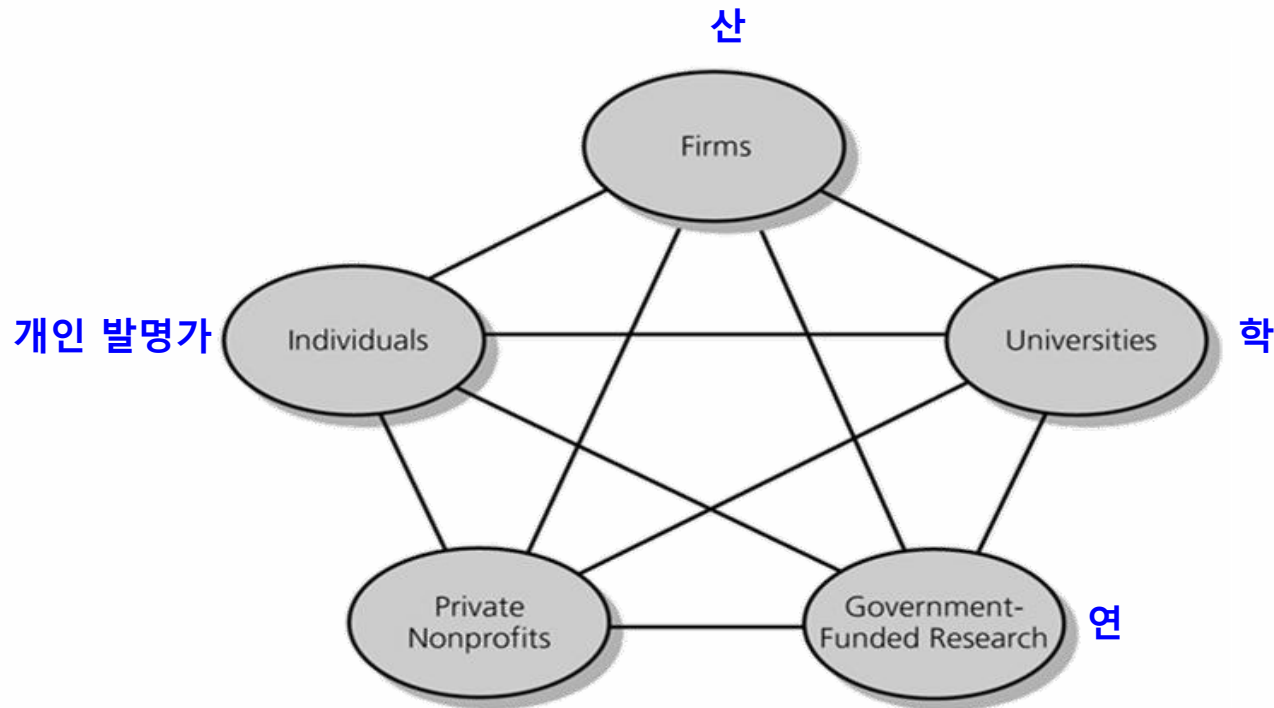 산
Firms
개인 발명가
Individuals
Universities
학
Private
Nonprofits
Government-
Funded Research
연